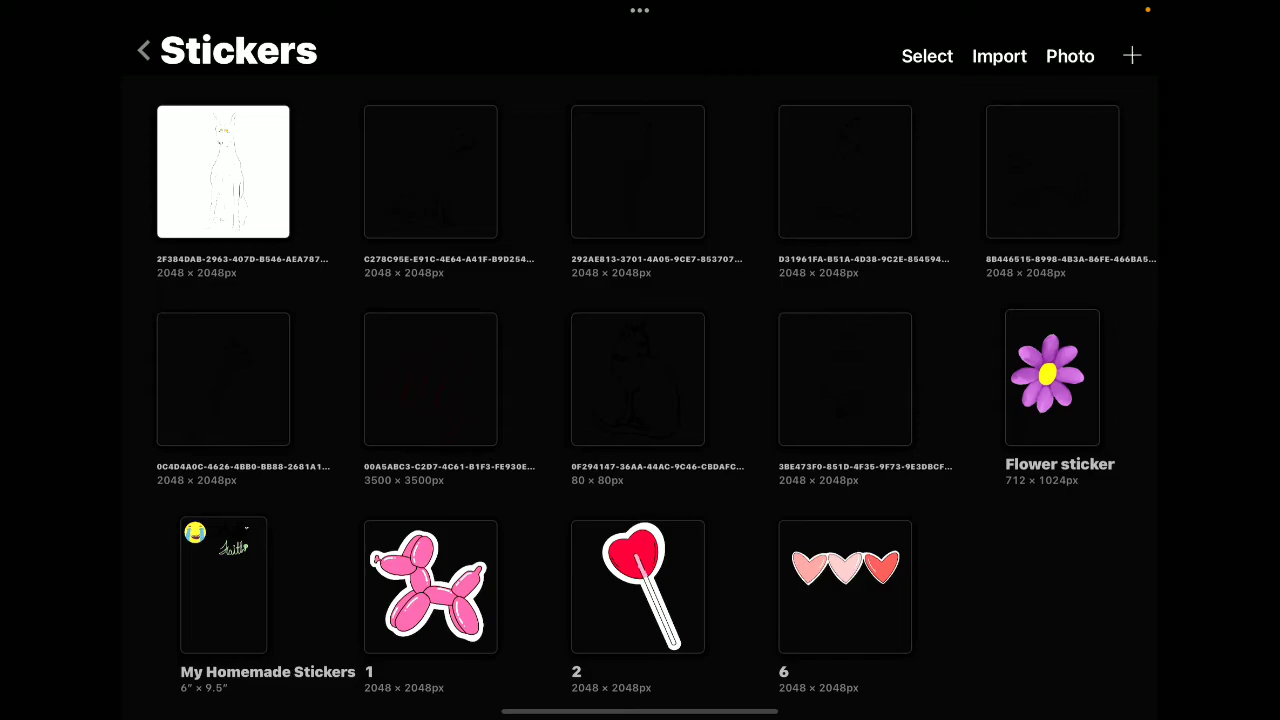 Stickers
Select Import Photo
2F384DAB-2963-407D-B546-AEA787... C278C95E-E91C-4E64-A41F-B9D254... 292AE813-3701-4A05-9CE7-853707... D31961FA-B51A-4D38-9C2E-854594... 8B446515-8998-4B3A-86FE-466BA5...
2048 × 2048px 2048 × 2048px 2048 × 2048px 2048 × 2048px 2048 × 2048px
0C4D4A0C-4626-4BB0-BB88-2681A1... 00A5ABC3-C2D7-4C61-B1F3-FE930E... 0F294147-36AA-44AC-9C46-CBDAFC... 3BE473F0-851D-4F35-9F73-9E3DBCF... Flower sticker
2048 × 2048px 3500 × 3500px 80 × 80px 2048 × 2048px 712 × 1024px
Faith
My Homemade Stickers 1 2 6
6" × 9.5" 2048 × 2048px 2048 × 2048px 2048 × 2048px